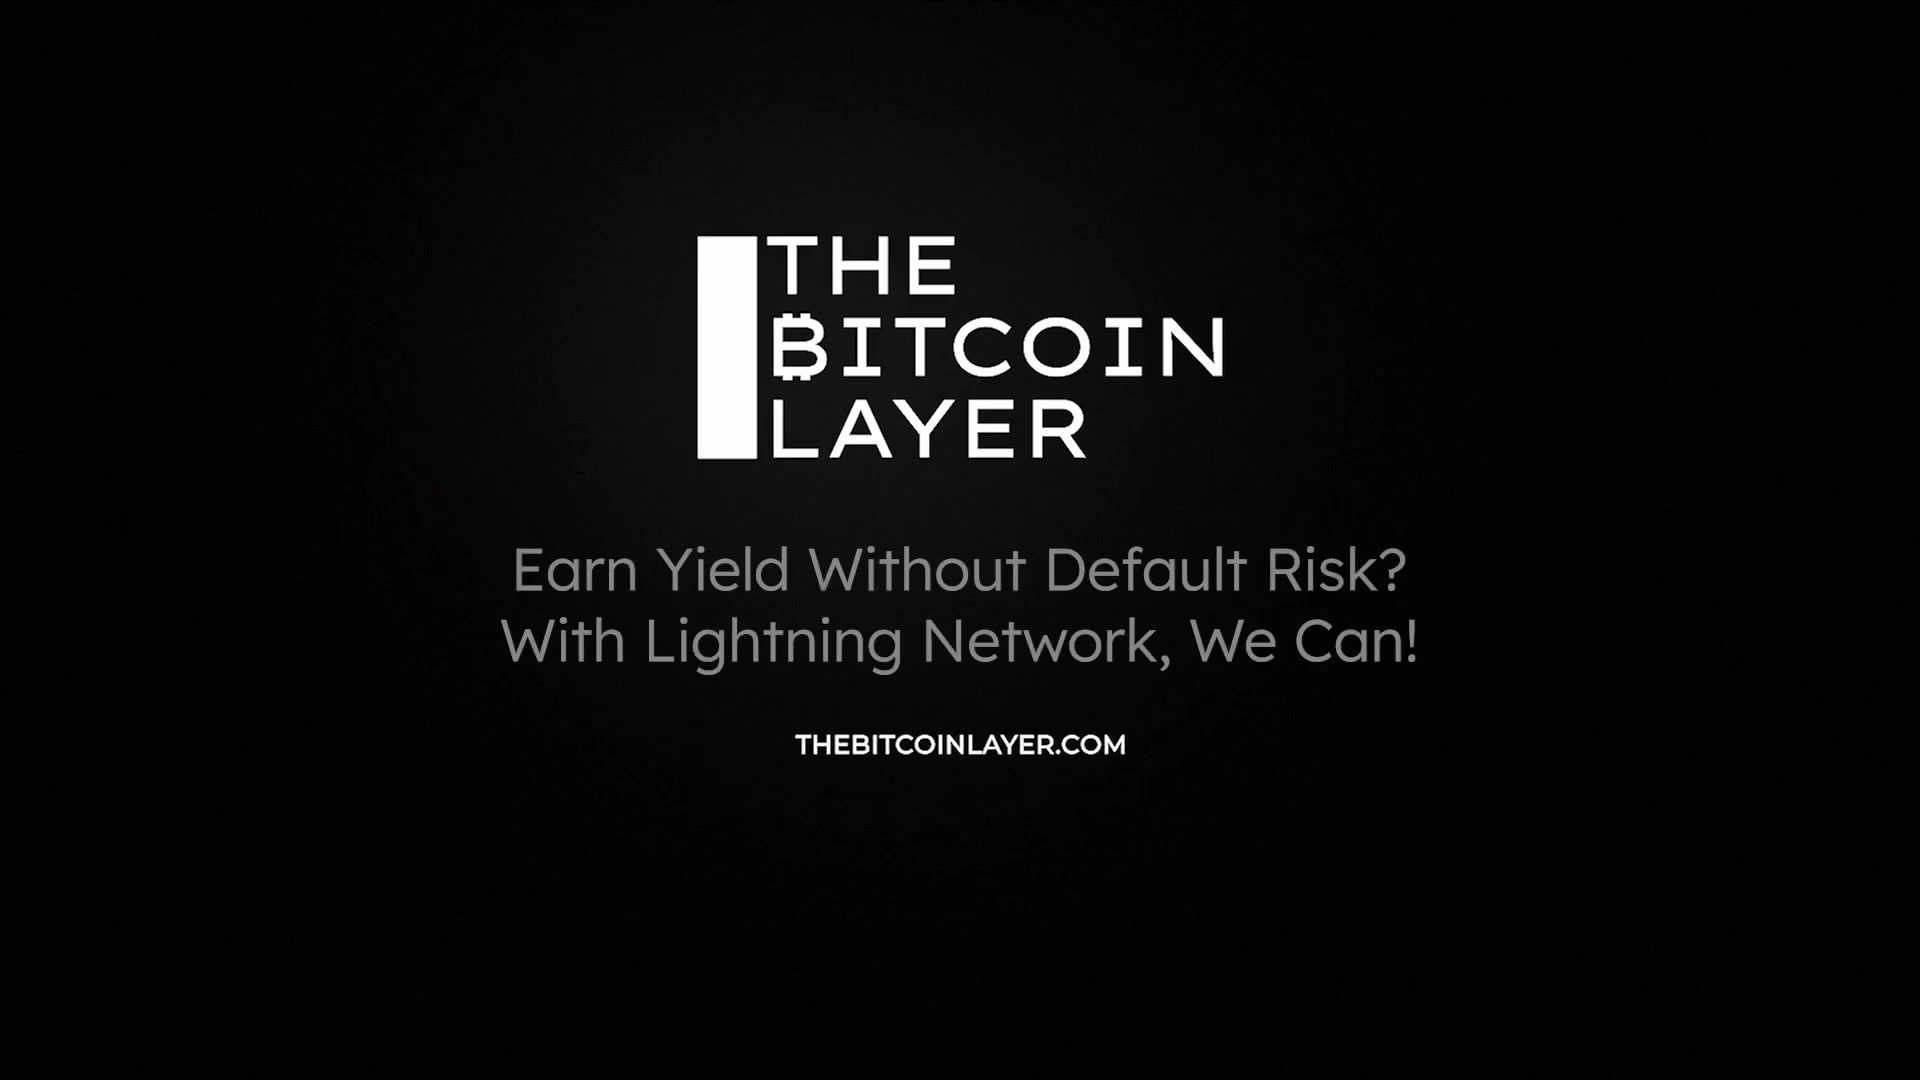 THE
BITCOIN
LAYER
Earn Yield Without Default Risk?
With Lightning Network, We Can!
THEBITCOINLAYER.COM